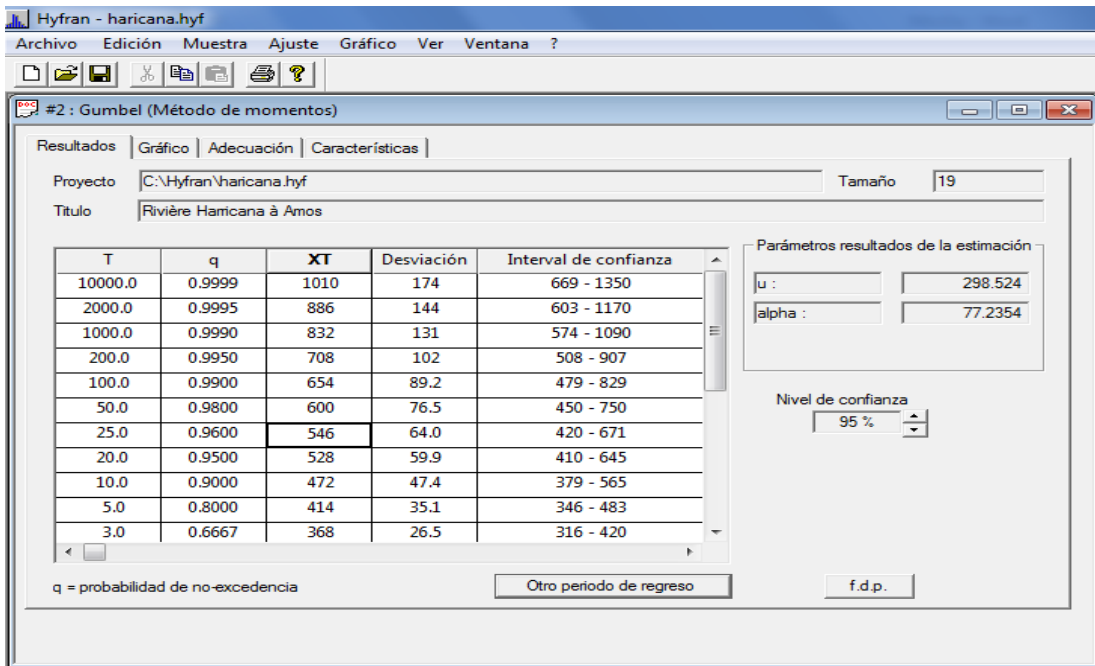 Hyfran - haricana.hyf
Archivo Edición Muestra Ajuste Gráfico Ver Ventana ?
#2 : Gumbel (Método de momentos)
Resultados Gráfico Adecuación Características
Proyecto C:\Hyfran\haricana.hyf Tamaño 19
Titulo Rivière Harricana à Amos
Parámetros resultados de la estimación
T q XT Desviación Interval de confianza
10000.0 0.9999 1010 174 669 - 1350
u : 298.524
2000.0 0.9995 886 144 603 - 1170
alpha : 77.2354
1000.0 0.9990 832 131 574 - 1090
200.0 0.9950 708 102 508 - 907
100.0 0.9900 654 89.2 479 - 829
50.0 0.9800 600 76.5 450 - 750
Nivel de confianza
95 %
25.0 0.9600 546 64.0 420 - 671
20.0 0.9500 528 59.9 410 - 645
10.0 0.9000 472 47.4 379 - 565
5.0 0.8000 414 35.1 346 - 483
3.0 0.6667 368 26.5 316 - 420
q = probabilidad de no-excedencia
Otro periodo de regreso
f.d.p.